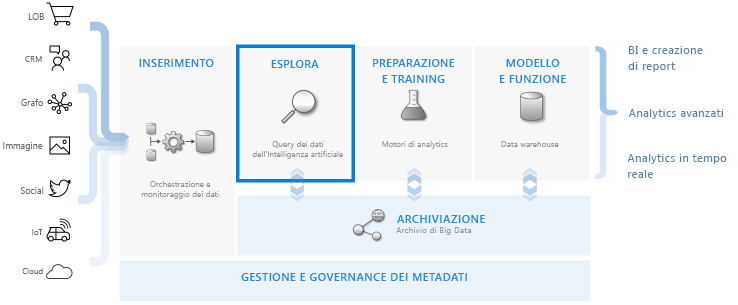 LOB
CRM
Grafo
Immagine
Social
IoT
Cloud
INSERIMENTO
Orchestrazione e
monitoraggio dei dati
ESPLORA
Query dei dati
dell'Intelligenza artificiale
PREPARAZIONE
E TRAINING
Motori di analytics
MODELLO
E FUNZIONE
Data warehouse
ARCHIVIAZIONE
Archivio di Big Data
GESTIONE E GOVERNANCE DEI METADATI
BI e creazione
di report
Analytics avanzati
Analytics in tempo
reale